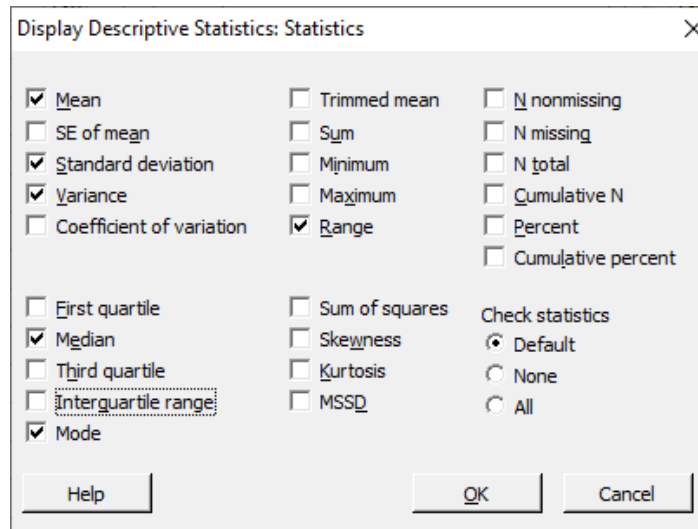 Display Descriptive Statistics: Statistics
Mean
SE of mean
Standard deviation
Variance
Coefficient of variation
Trimmed mean
Sum
Minimum
Maximum
Range
N nonmissing
N missing
N total
Cumulative N
Percent
Cumulative percent
First quartile
Median
Third quartile
Interquartile range
Mode
Sum of squares
Skewness
Kurtosis
MSSD
Check statistics
Default
None
All
Help
OK
Cancel